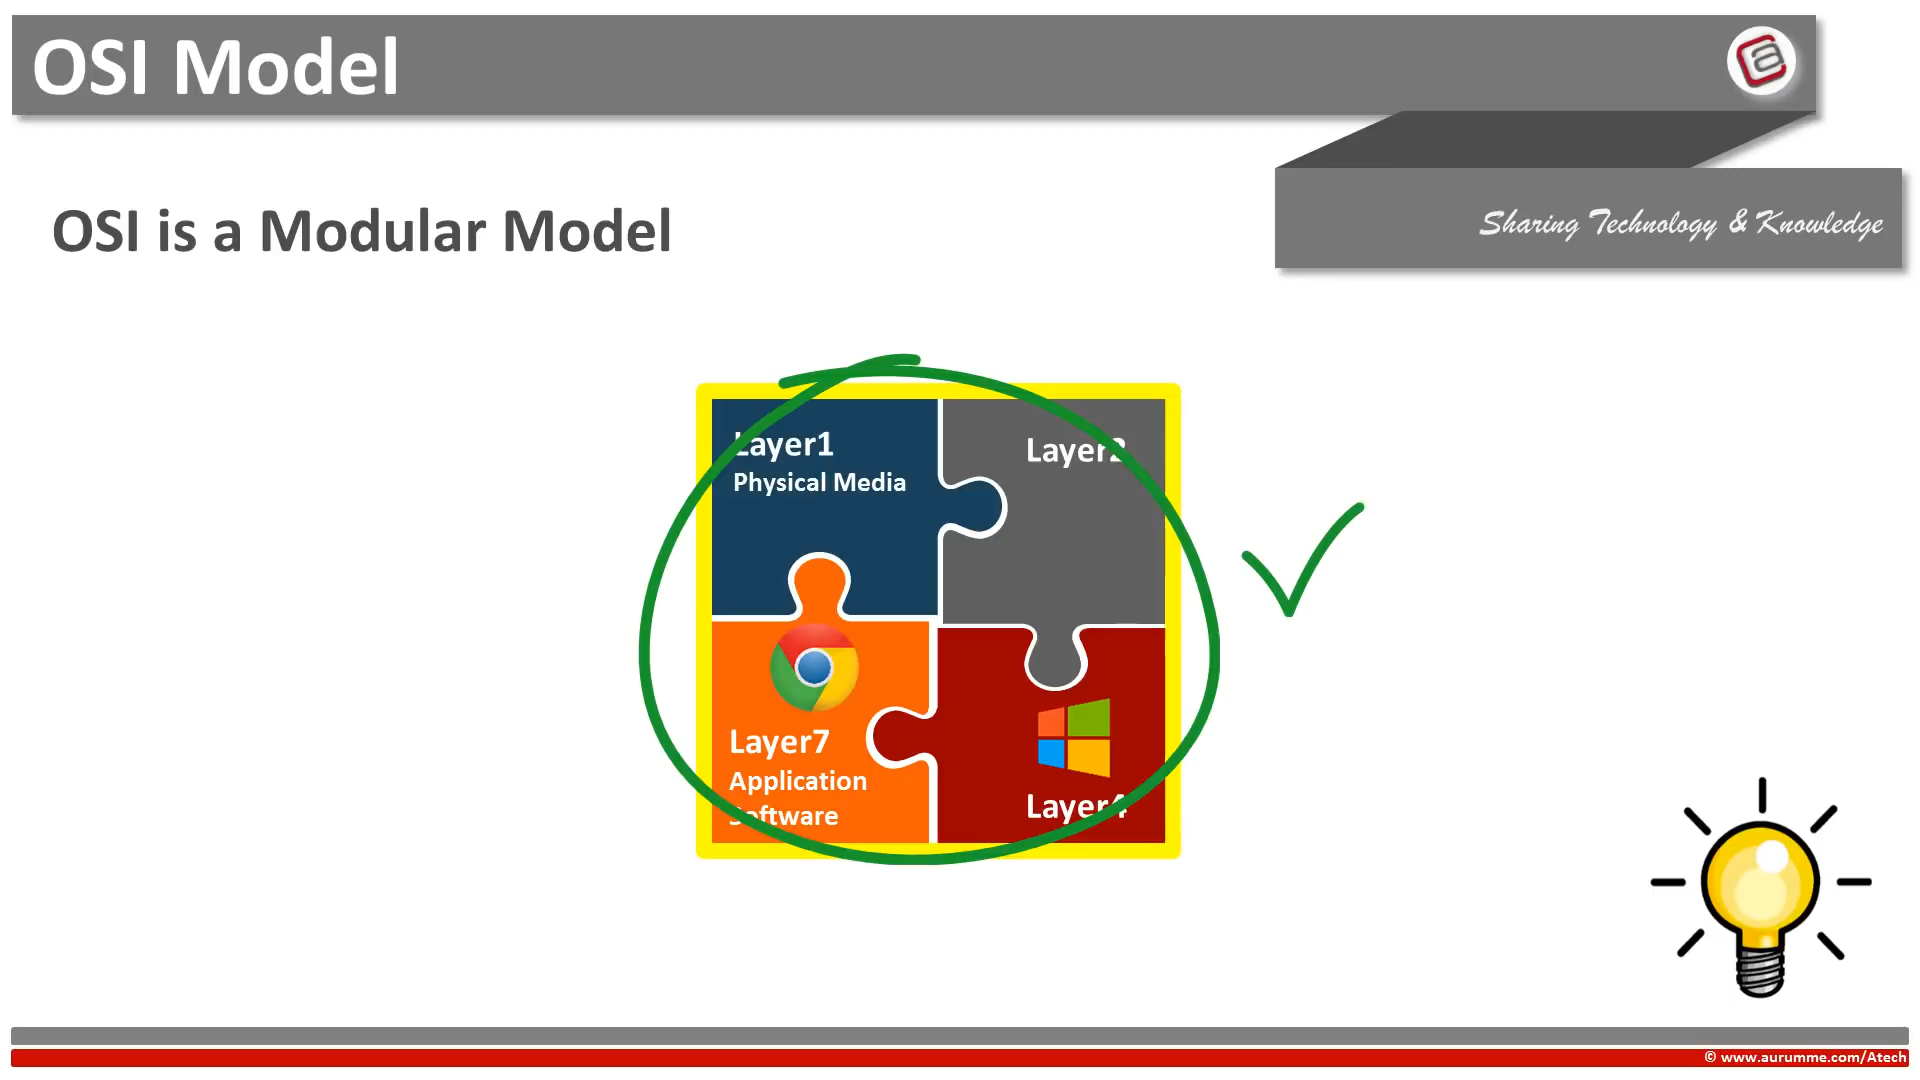 OSI Model
Sharing Technology & Knowledge
OSI is a Modular Model
Layer1
Physical Media
Layer2
Layer7
Application
Software
Layer4
© www.aurumme.com/Atech